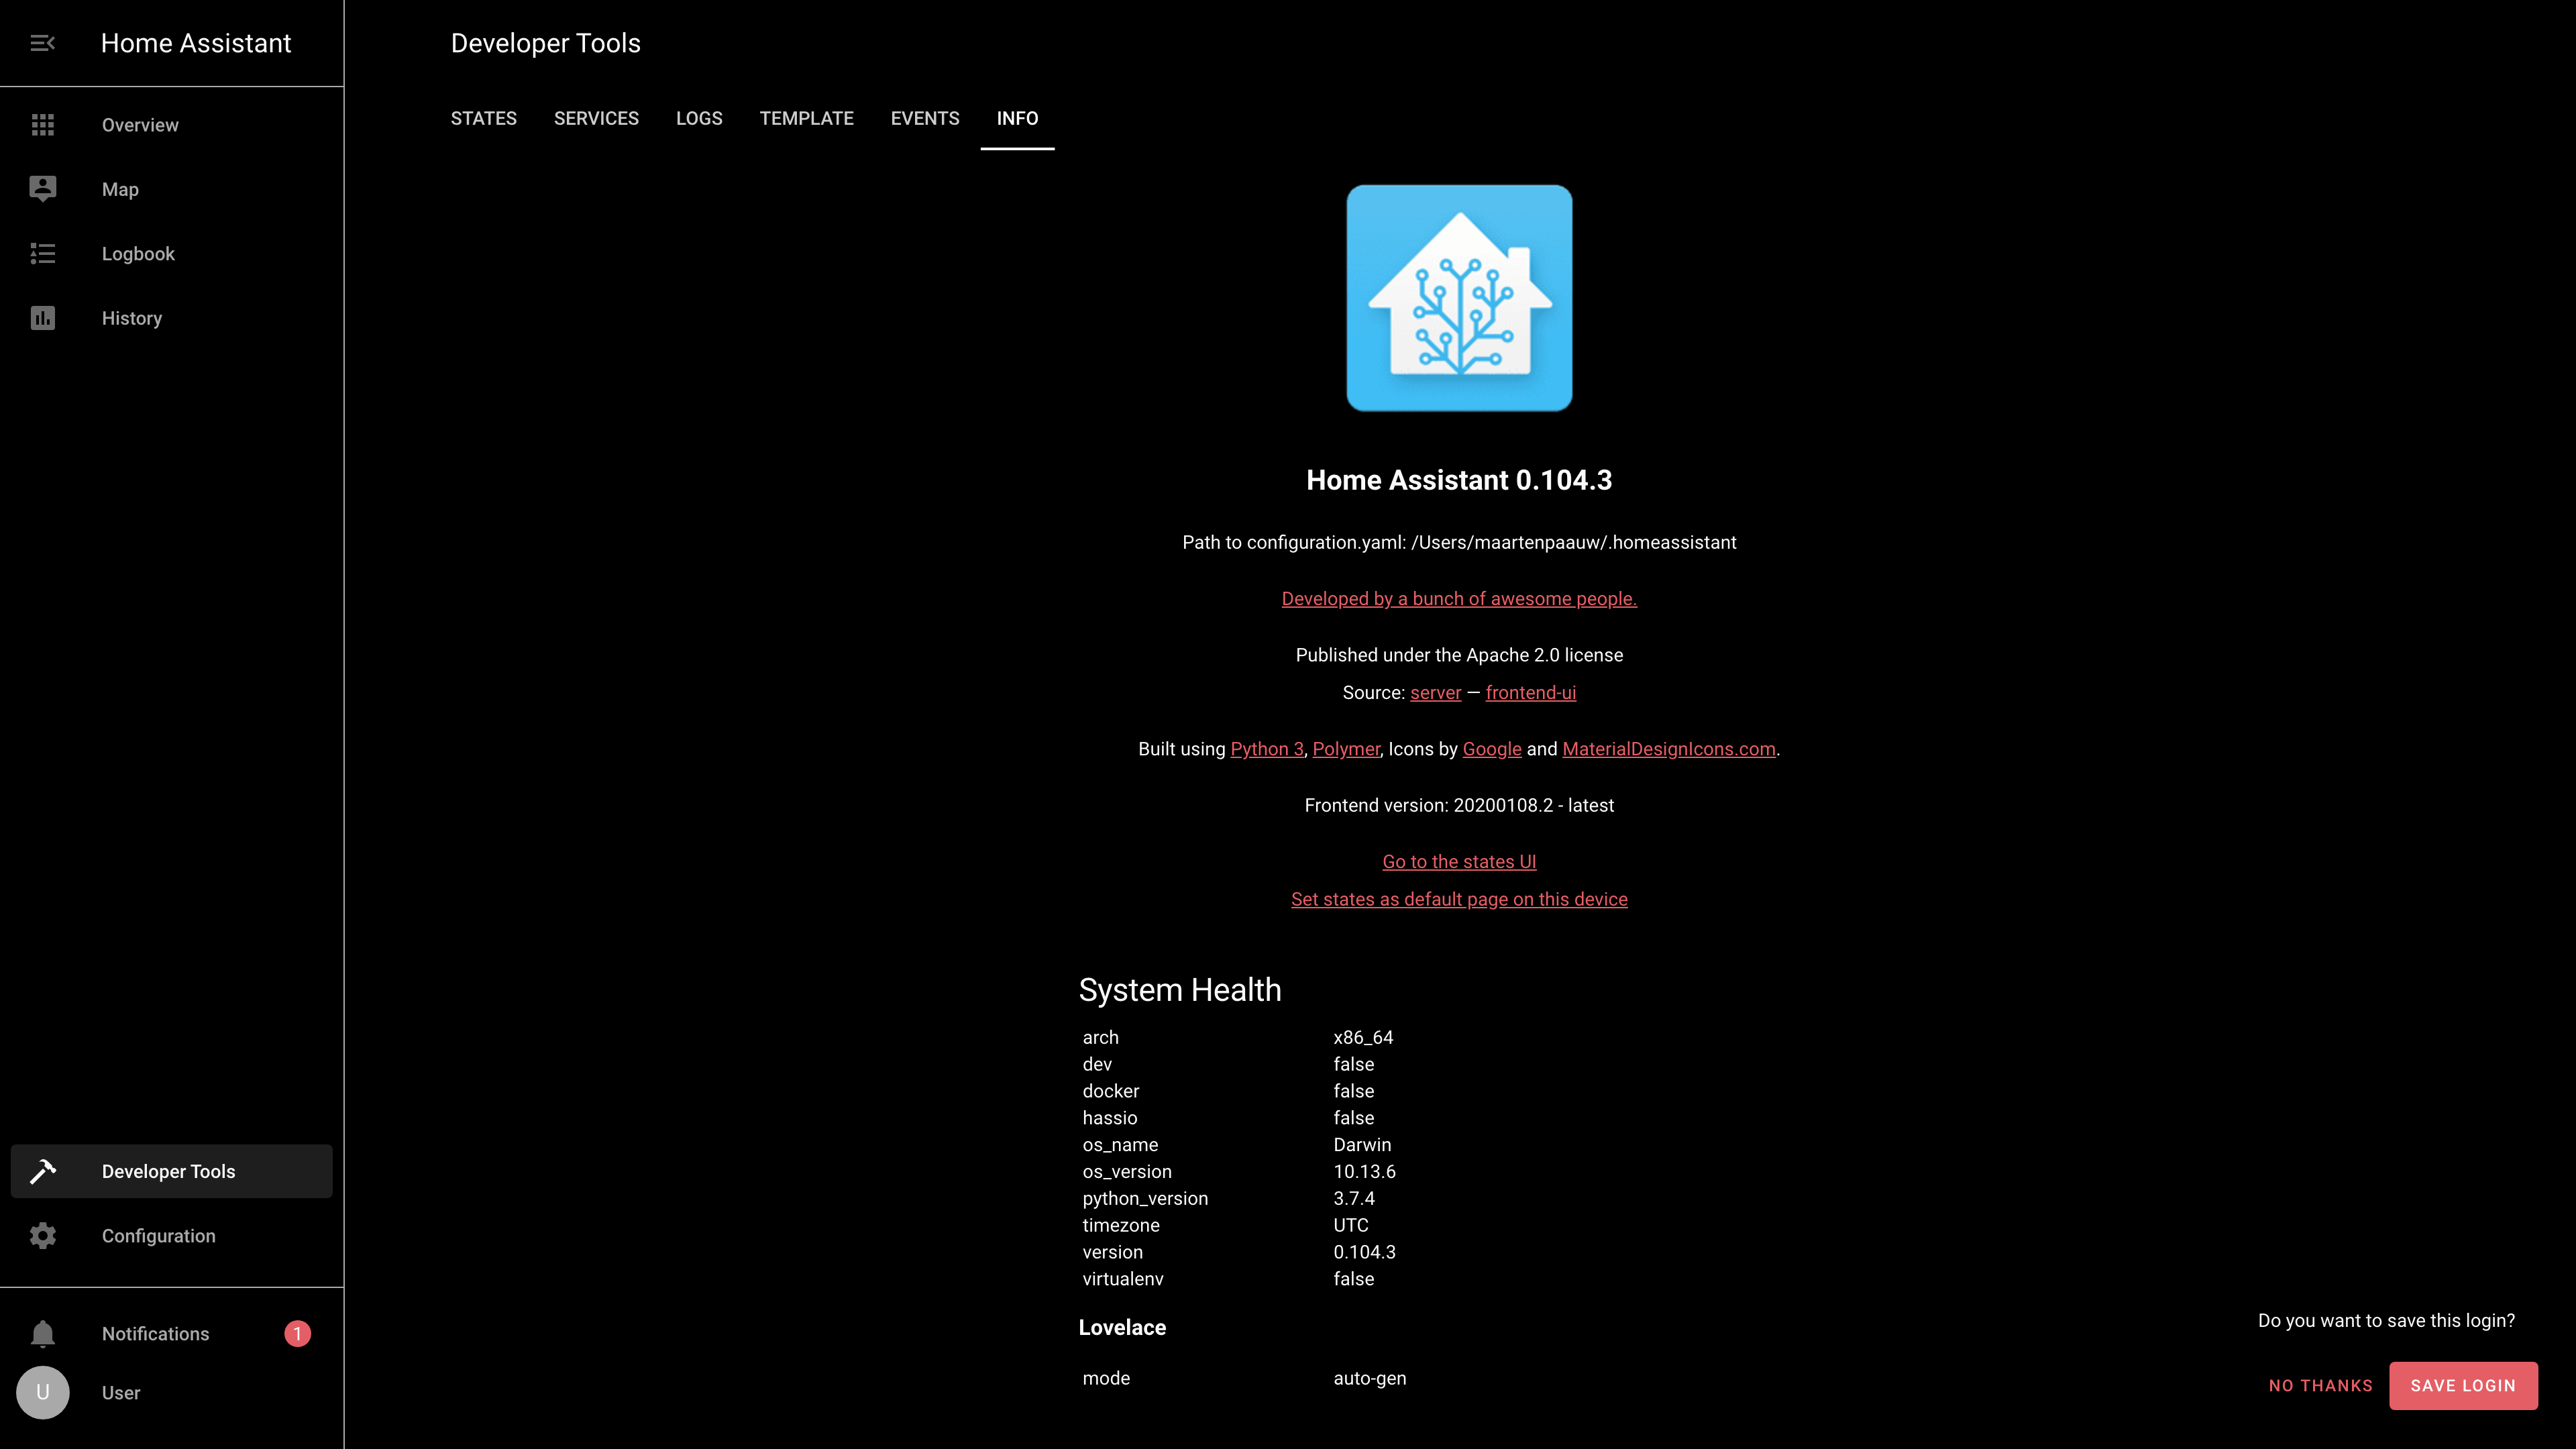 Home Assistant
Overview
Map
Logbook
History
Developer Tools
Configuration
Notifications 1
U User
Developer Tools
STATES SERVICES LOGS TEMPLATE EVENTS INFO
Home Assistant 0.104.3
Path to configuration.yaml: /Users/maartenpaauw/.homeassistant
Developed by a bunch of awesome people.
Published under the Apache 2.0 license
Source: server — frontend-ui
Built using Python 3, Polymer, Icons by Google and MaterialDesignIcons.com.
Frontend version: 20200108.2 - latest
Go to the states UI
Set states as default page on this device
System Health
arch x86_64
dev false
docker false
hassio false
os_name Darwin
os_version 10.13.6
python_version 3.7.4
timezone UTC
version 0.104.3
virtualenv false
Lovelace
mode auto-gen
Do you want to save this login?
NO THANKS SAVE LOGIN